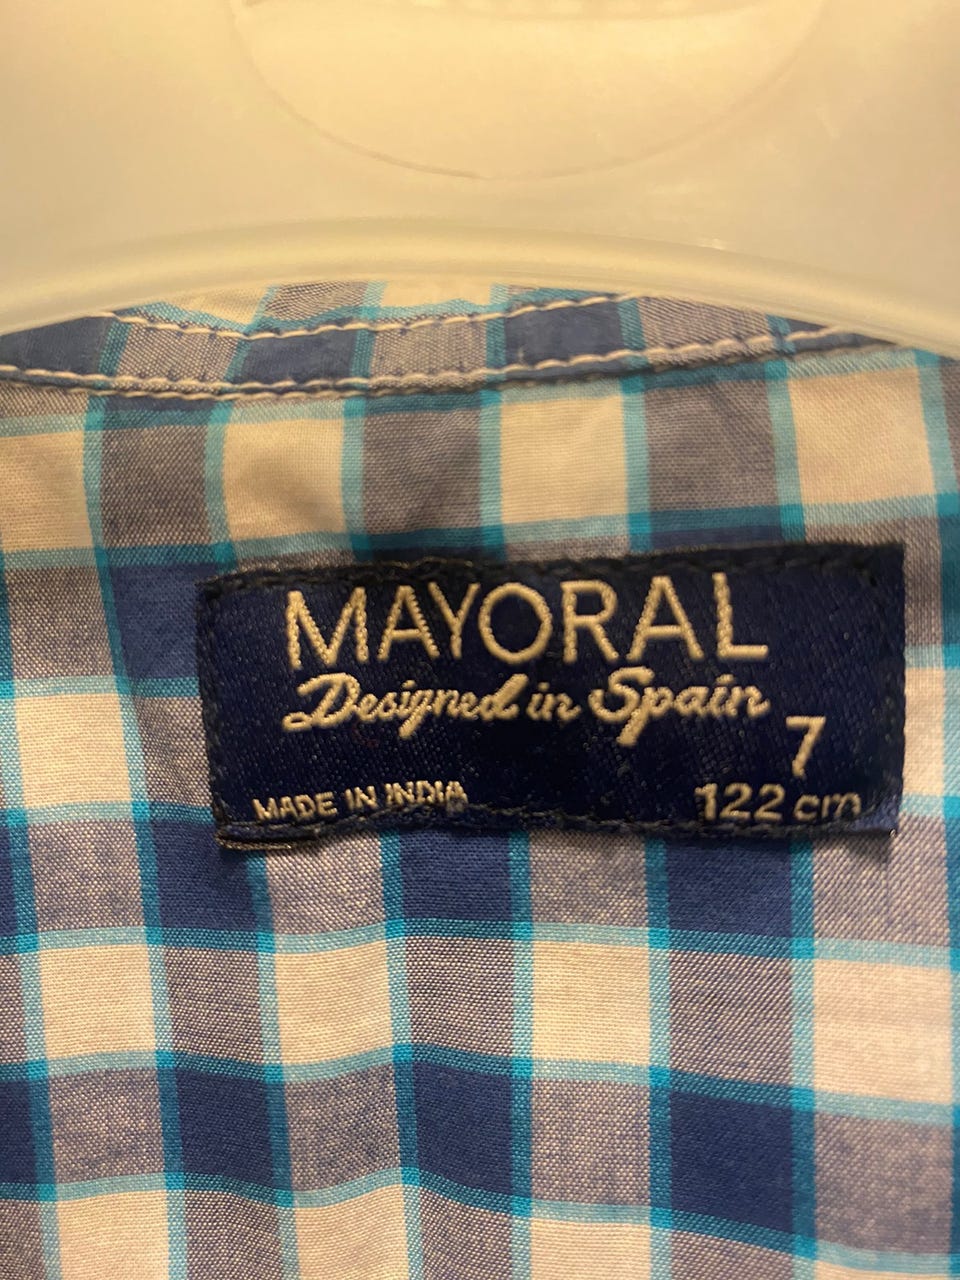 MAYORAL
Designed in Spain
7
MADE IN INDIA
122 cm